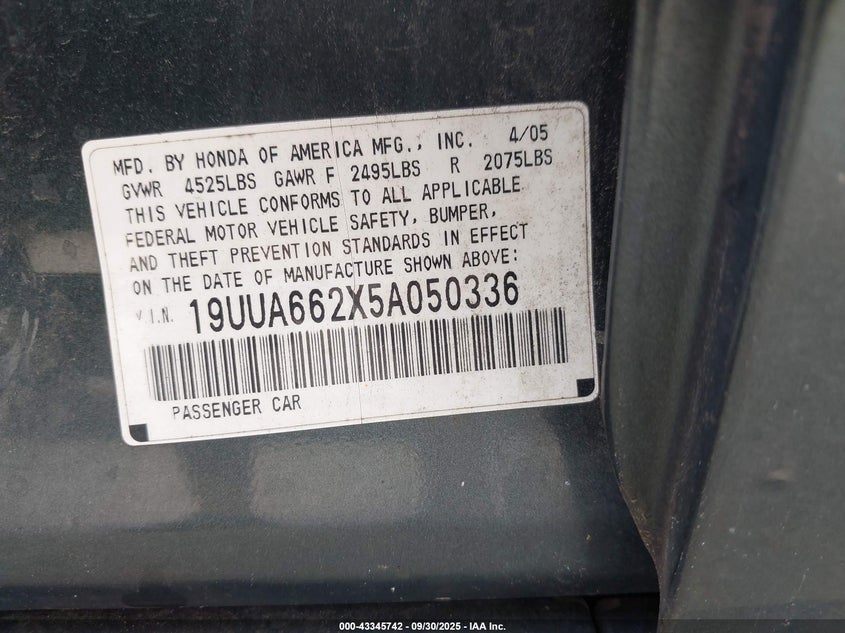 MFD. BY HONDA OF AMERICA MFG., INC. 4/05
GVWR 4525LBS GAWR F 2495LBS R 2075LBS
THIS VEHICLE CONFORMS TO ALL APPLICABLE
FEDERAL MOTOR VEHICLE SAFETY, BUMPER,
AND THEFT PREVENTION STANDARDS IN EFFECT
ON THE DATE OF MANUFACTURE SHOWN ABOVE:
V.I.N. 19UUA662X5A050336
PASSENGER CAR
000-43345742 - 09/30/2025 - IAA Inc.